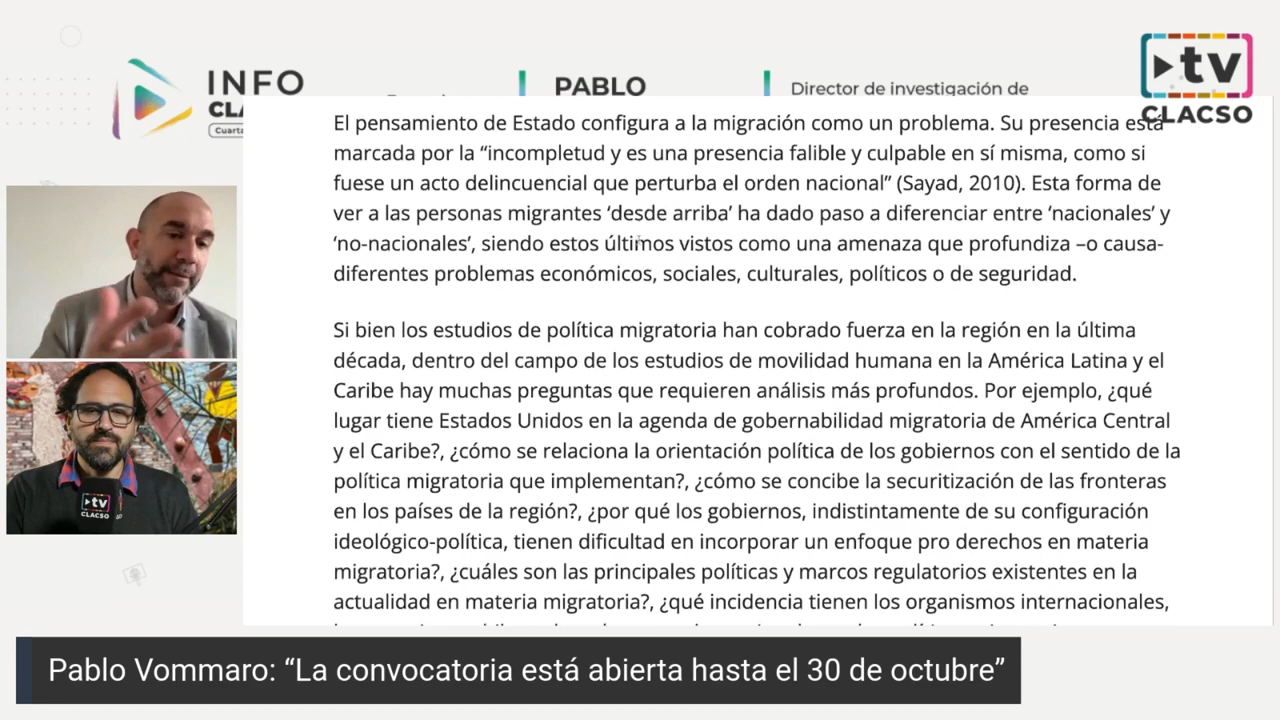 INFO
CLA
Cuarta
PABLO
Director de investigación de
tv
CLACSO
El pensamiento de Estado configura a la migración como un problema. Su presencia está
marcada por la “incompletud y es una presencia falible y culpable en sí misma, como si
fuese un acto delincuencial que perturba el orden nacional” (Sayad, 2010). Esta forma de
ver a las personas migrantes ‘desde arriba’ ha dado paso a diferenciar entre ‘nacionales’ y
‘no-nacionales’, siendo estos últimos vistos como una amenaza que profundiza –o causa-
diferentes problemas económicos, sociales, culturales, políticos o de seguridad.
Si bien los estudios de política migratoria han cobrado fuerza en la región en la última
década, dentro del campo de los estudios de movilidad humana en la América Latina y el
Caribe hay muchas preguntas que requieren análisis más profundos. Por ejemplo, ¿qué
lugar tiene Estados Unidos en la agenda de gobernabilidad migratoria de América Central
y el Caribe?, ¿cómo se relaciona la orientación política de los gobiernos con el sentido de la
política migratoria que implementan?, ¿cómo se concibe la securitización de las fronteras
en los países de la región?, ¿por qué los gobiernos, indistintamente de su configuración
ideológico-política, tienen dificultad en incorporar un enfoque pro derechos en materia
migratoria?, ¿cuáles son las principales políticas y marcos regulatorios existentes en la
actualidad en materia migratoria?, ¿qué incidencia tienen los organismos internacionales,
tv
CLACSO
Pablo Vommaro: “La convocatoria está abierta hasta el 30 de octubre”